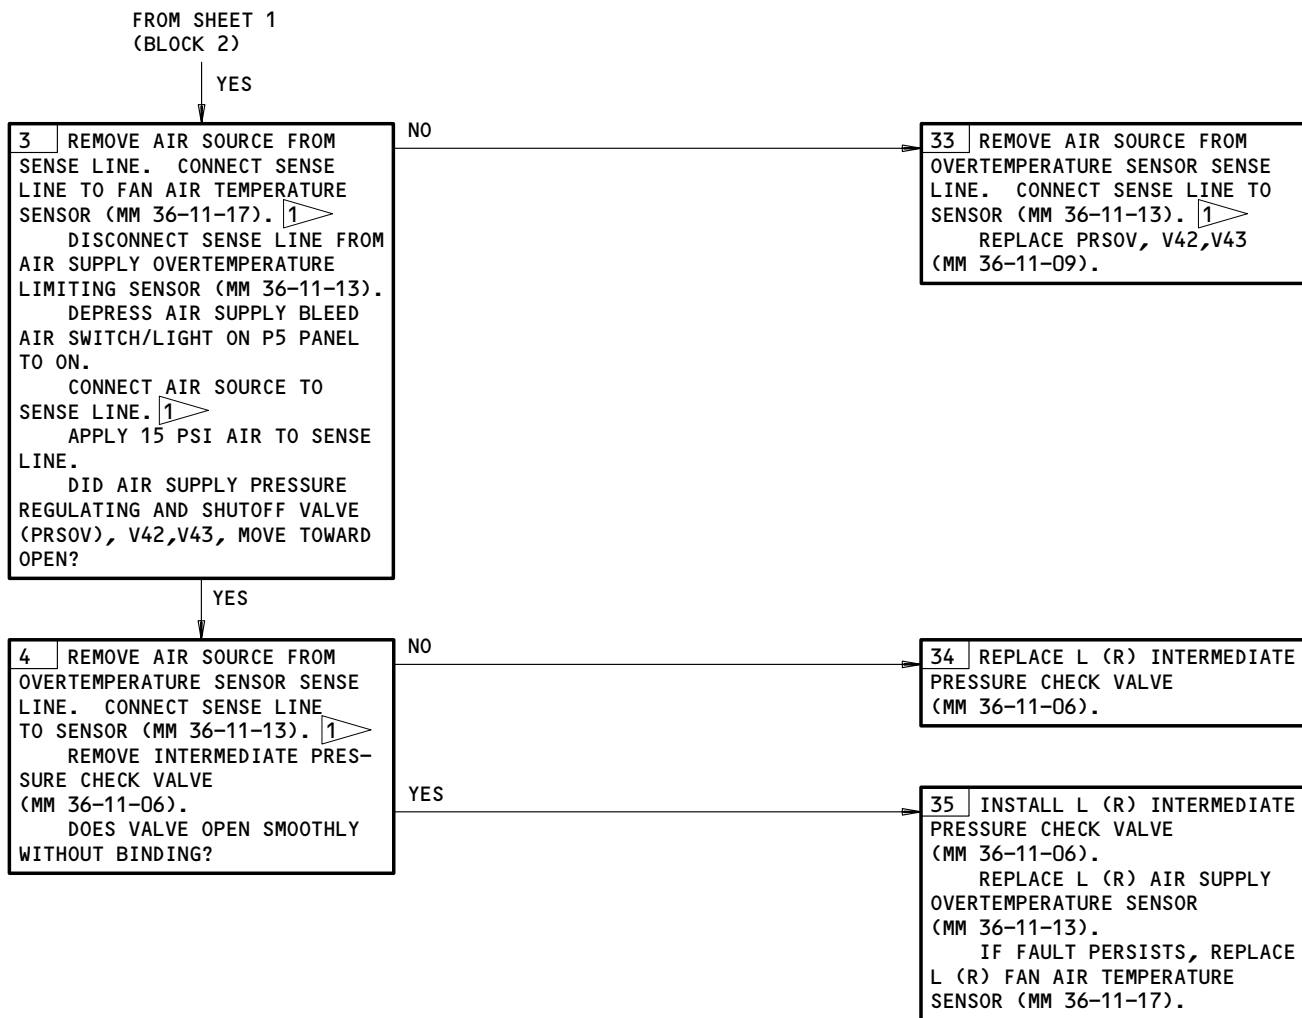 FROM SHEET 1
(BLOCK 2)
YES
3 REMOVE AIR SOURCE FROM
SENSE LINE. CONNECT SENSE
LINE TO FAN AIR TEMPERATURE
SENSOR (MM 36-11-17). 1
DISCONNECT SENSE LINE FROM
AIR SUPPLY OVERTEMPERATURE
LIMITING SENSOR (MM 36-11-13).
DEPRESS AIR SUPPLY BLEED
AIR SWITCH/LIGHT ON P5 PANEL
TO ON.
CONNECT AIR SOURCE TO
SENSE LINE. 1
APPLY 15 PSI AIR TO SENSE
LINE.
DID AIR SUPPLY PRESSURE
REGULATING AND SHUTOFF VALVE
(PRSOV), V42,V43, MOVE TOWARD
OPEN?
NO
33 REMOVE AIR SOURCE FROM
OVERTEMPERATURE SENSOR SENSE
LINE. CONNECT SENSE LINE TO
SENSOR (MM 36-11-13). 1
REPLACE PRSOV, V42,V43
(MM 36-11-09).
YES
4 REMOVE AIR SOURCE FROM
OVERTEMPERATURE SENSOR SENSE
LINE. CONNECT SENSE LINE
TO SENSOR (MM 36-11-13). 1
REMOVE INTERMEDIATE PRES-
SURE CHECK VALVE
(MM 36-11-06).
DOES VALVE OPEN SMOOTHLY
WITHOUT BINDING?
NO
34 REPLACE L (R) INTERMEDIATE
PRESSURE CHECK VALVE
(MM 36-11-06).
YES
35 INSTALL L (R) INTERMEDIATE
PRESSURE CHECK VALVE
(MM 36-11-06).
REPLACE L (R) AIR SUPPLY
OVERTEMPERATURE SENSOR
(MM 36-11-13).
IF FAULT PERSISTS, REPLACE
L (R) FAN AIR TEMPERATURE
SENSOR (MM 36-11-17).